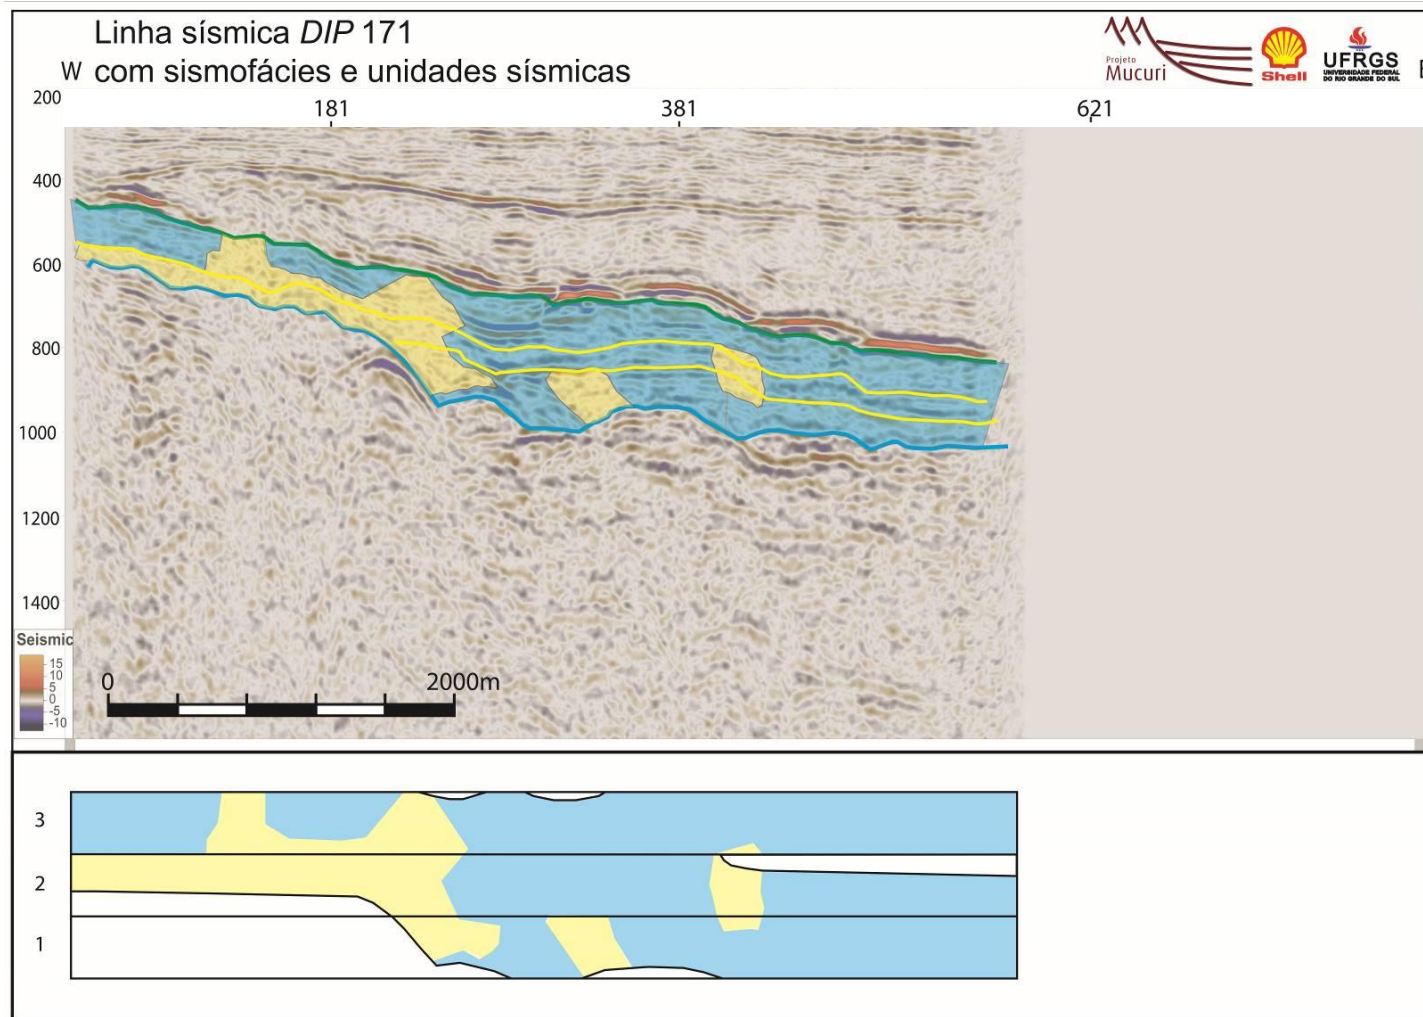 Linha sísmica DIP 171
W com sismofácies e unidades sísmicas
Projeto
Mucuri
Shell
UFRGS
UNIVERSIDADE FEDERAL
DO RIO GRANDE DO SUL
200
181 381 621
400
600
800
1000
1200
1400
Seismic
15
10
5
0
-5
-10
0 2000m
3
2
1